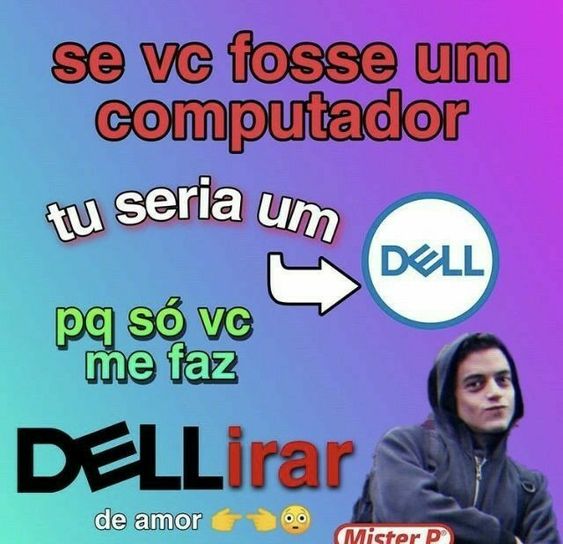 se vc fosse um
computador
tu seria um
DELL
pq só vc
me faz
DELLirar
de amor 👉👈😳
Mister P®